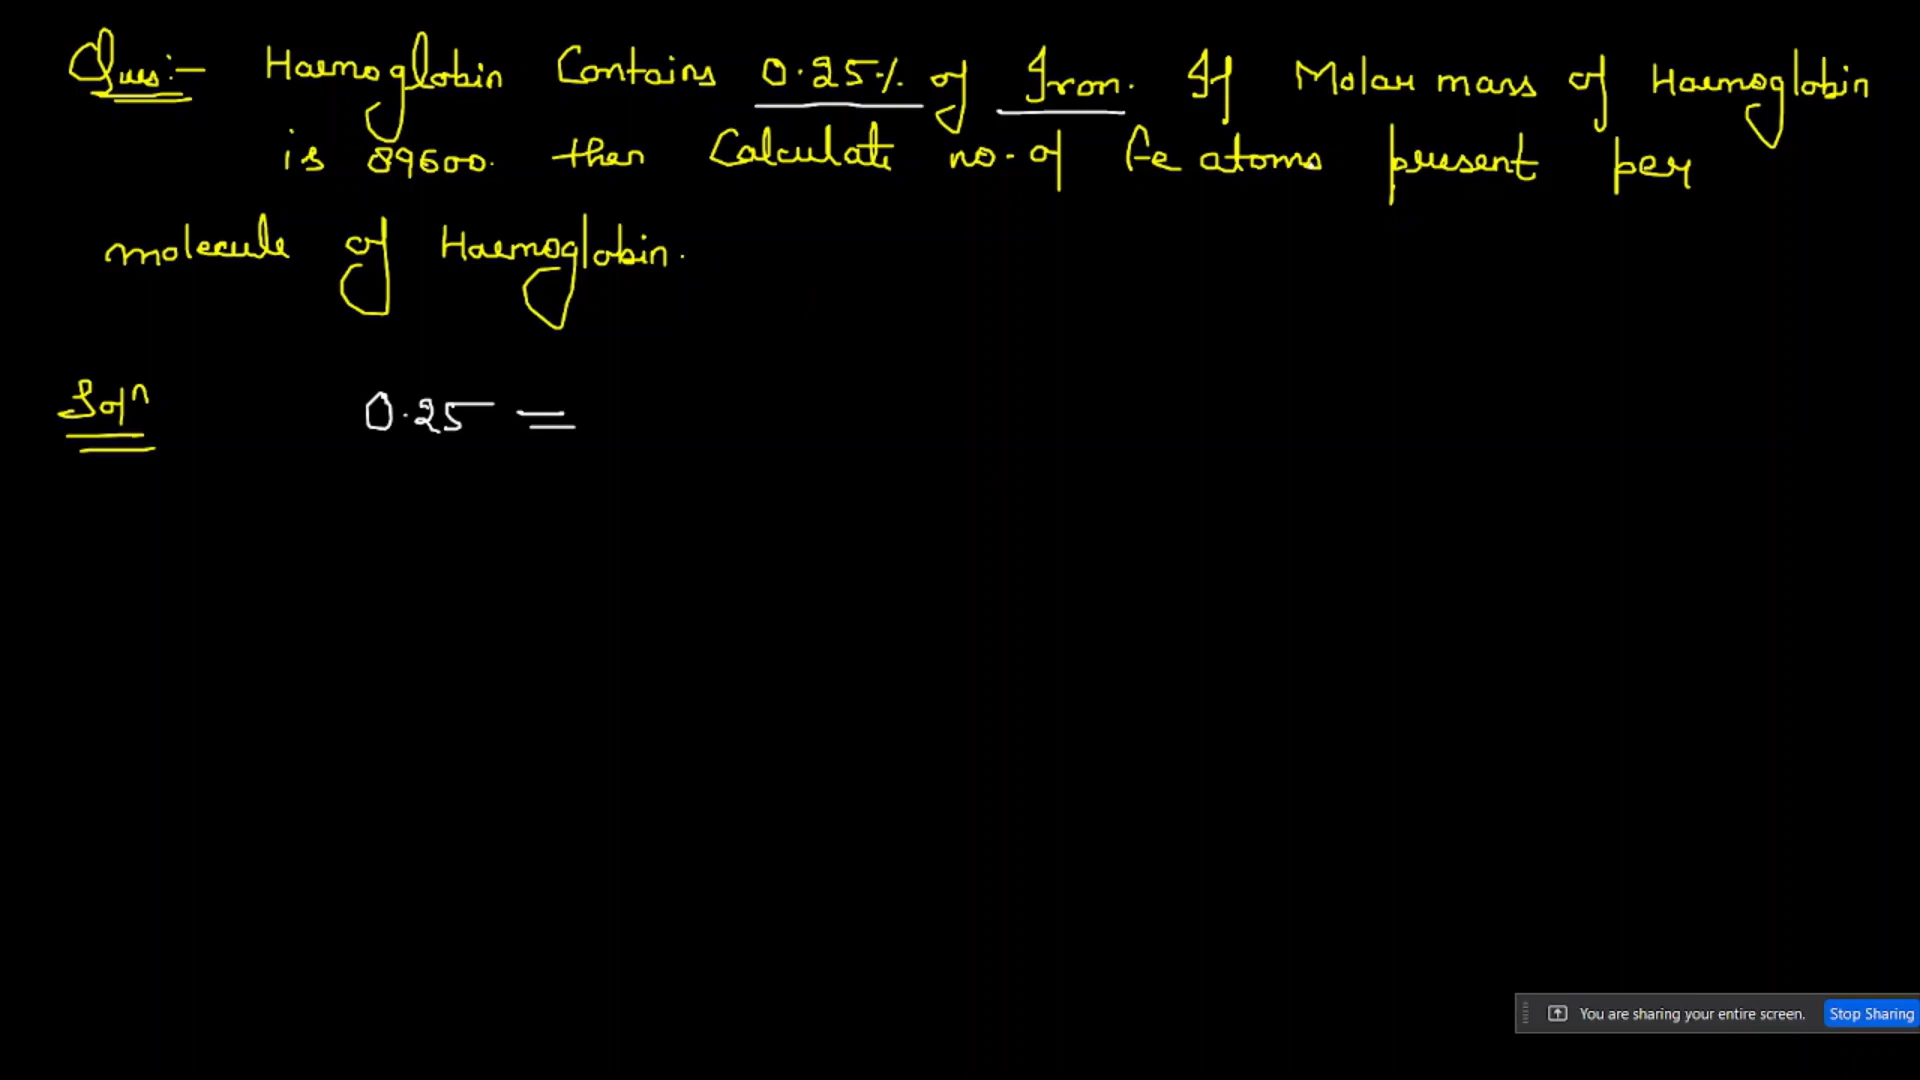 Ques:- Haemoglobin Contains 0.25% of Iron. If Molar mass of Haemoglobin
is 89600. then Calculate no. of Fe atoms present per
molecule of Haemoglobin.
Solⁿ 0.25 =
You are sharing your entire screen. Stop Sharing